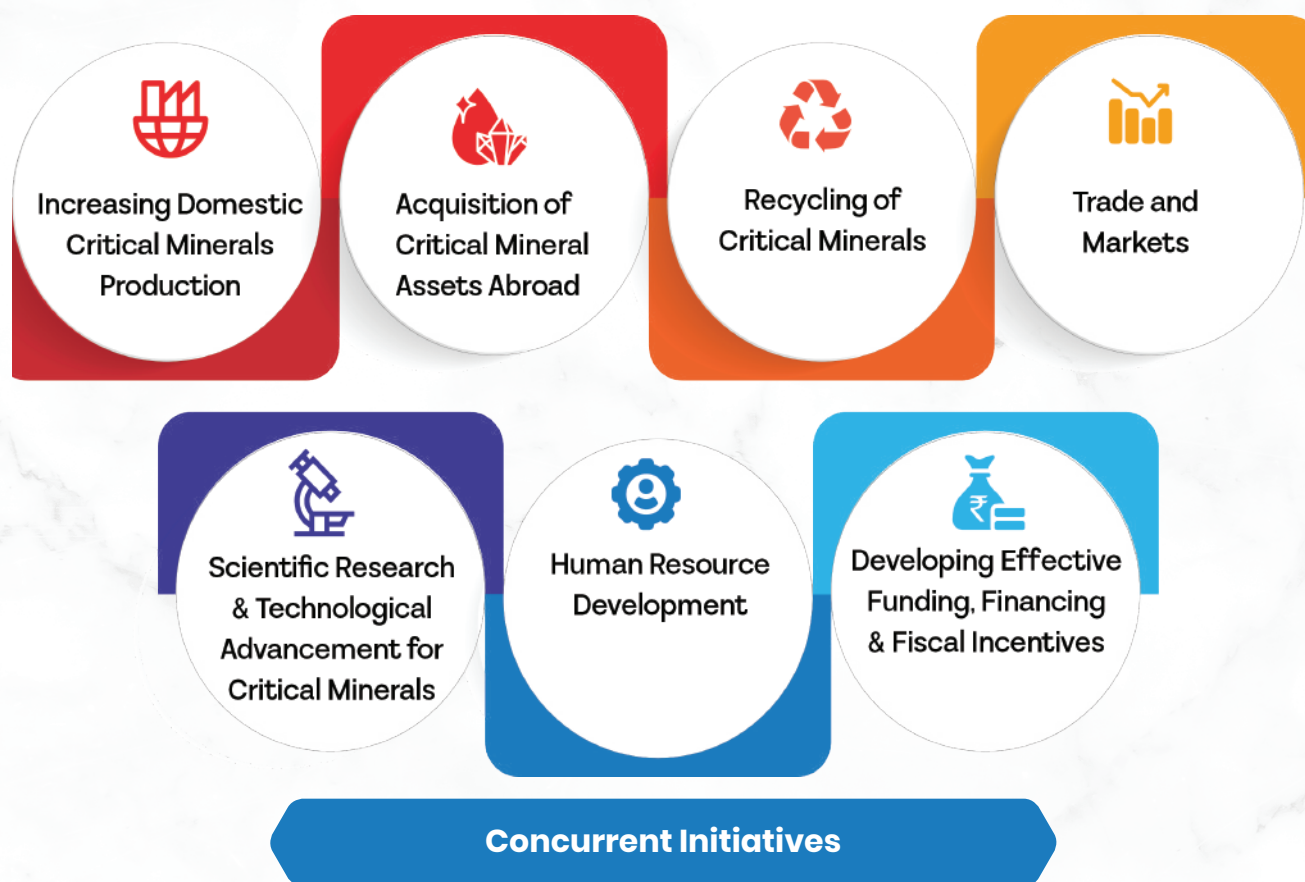 Increasing Domestic
Critical Minerals
Production
Acquisition of
Critical Mineral
Assets Abroad
Recycling of
Critical Minerals
Trade and
Markets
Scientific Research
& Technological
Advancement for
Critical Minerals
Human Resource
Development
₹
Developing Effective
Funding, Financing
& Fiscal Incentives
Concurrent Initiatives